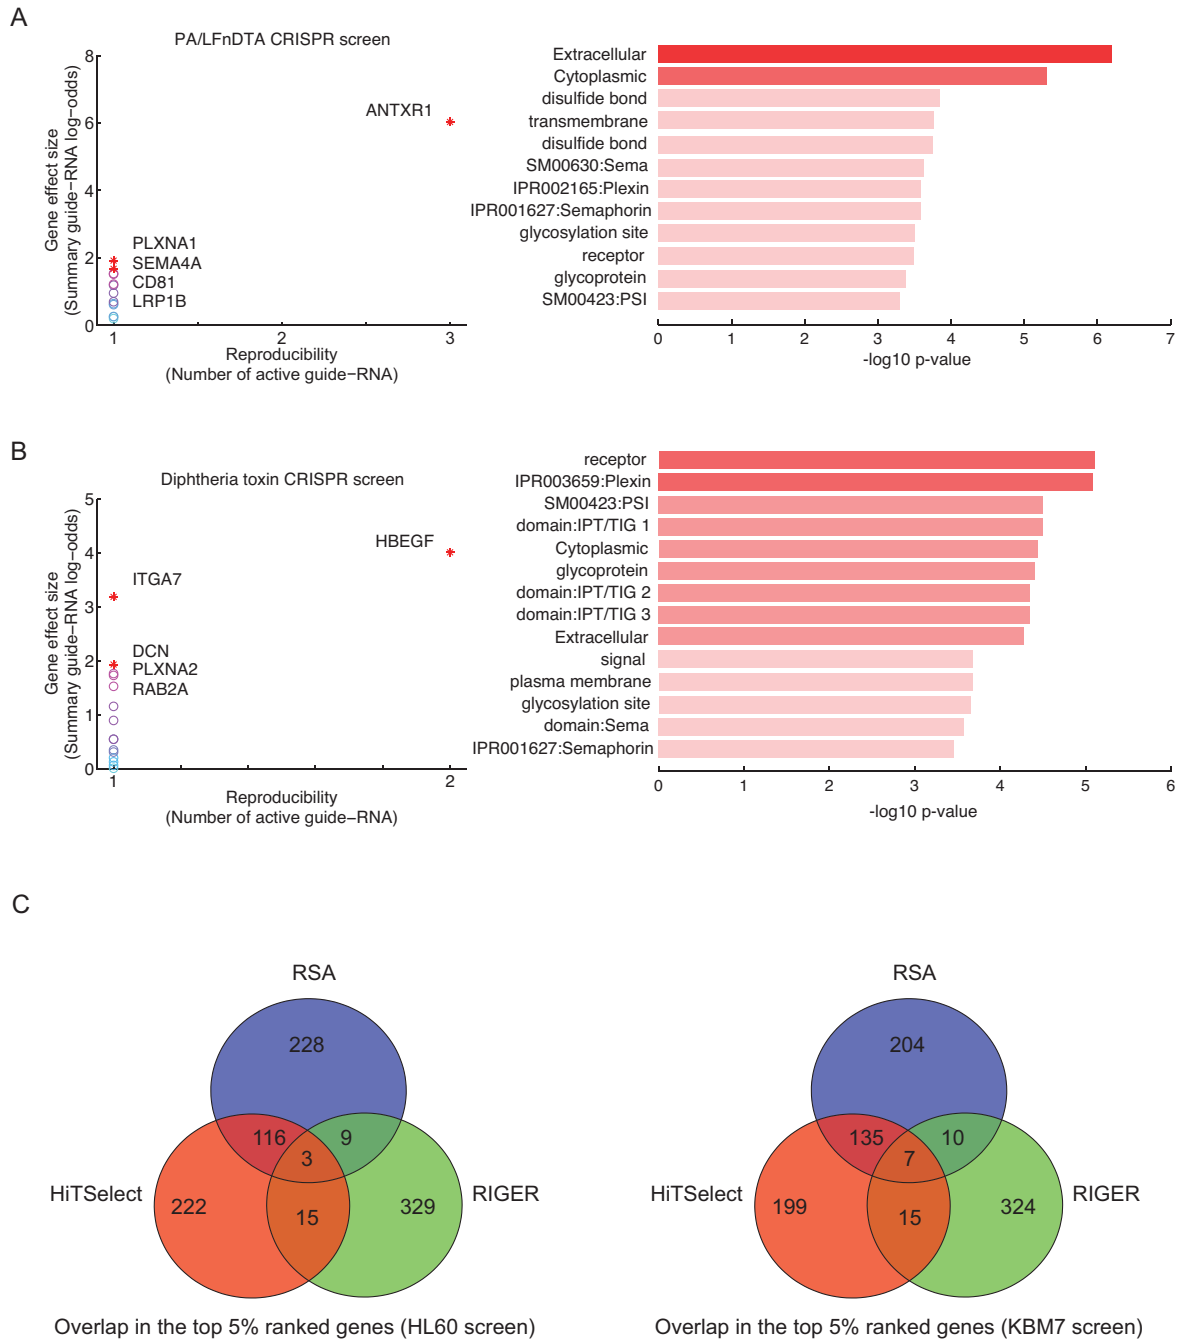 A
PA/LFnDTA CRISPR screen
Gene effect size
(Summary guide-RNA log-odds)
8
6
4
2
0
ANTXR1
PLXNA1
SEMA4A
CD81
LRP1B
1
2
3
Reproducibility
(Number of active guide-RNA)
Extracellular
Cytoplasmic
disulfide bond
transmembrane
disulfide bond
SM00630:Sema
IPR002165:Plexin
IPR001627:Semaphorin
glycosylation site
receptor
glycoprotein
SM00423:PSI
0 1 2 3 4 5 6 7
-log10 p-value
B
Diphtheria toxin CRISPR screen
Gene effect size
(Summary guide-RNA log-odds)
5
4
3
2
1
0
HBEGF
ITGA7
DCN
PLXNA2
RAB2A
1
2
Reproducibility
(Number of active guide-RNA)
receptor
IPR003659:Plexin
SM00423:PSI
domain:IPT/TIG 1
Cytoplasmic
glycoprotein
domain:IPT/TIG 2
domain:IPT/TIG 3
Extracellular
signal
plasma membrane
glycosylation site
domain:Sema
IPR001627:Semaphorin
0 1 2 3 4 5 6
-log10 p-value
C
RSA
228
116
9
3
HiTSelect
222
15
329
RIGER
Overlap in the top 5% ranked genes (HL60 screen)
RSA
204
135
10
7
HiTSelect
199
15
324
RIGER
Overlap in the top 5% ranked genes (KBM7 screen)